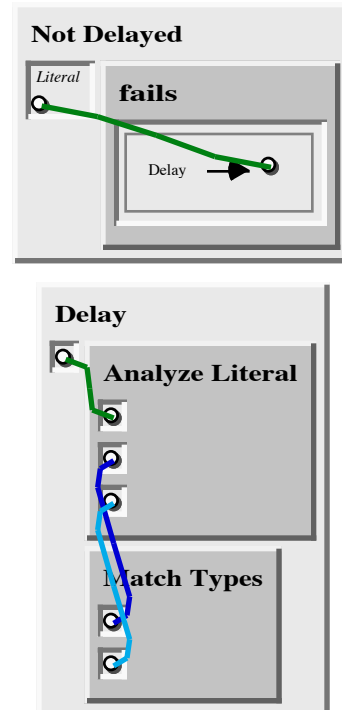 Not Delayed
Literal
fails
Delay
Delay
Analyze Literal
Match Types